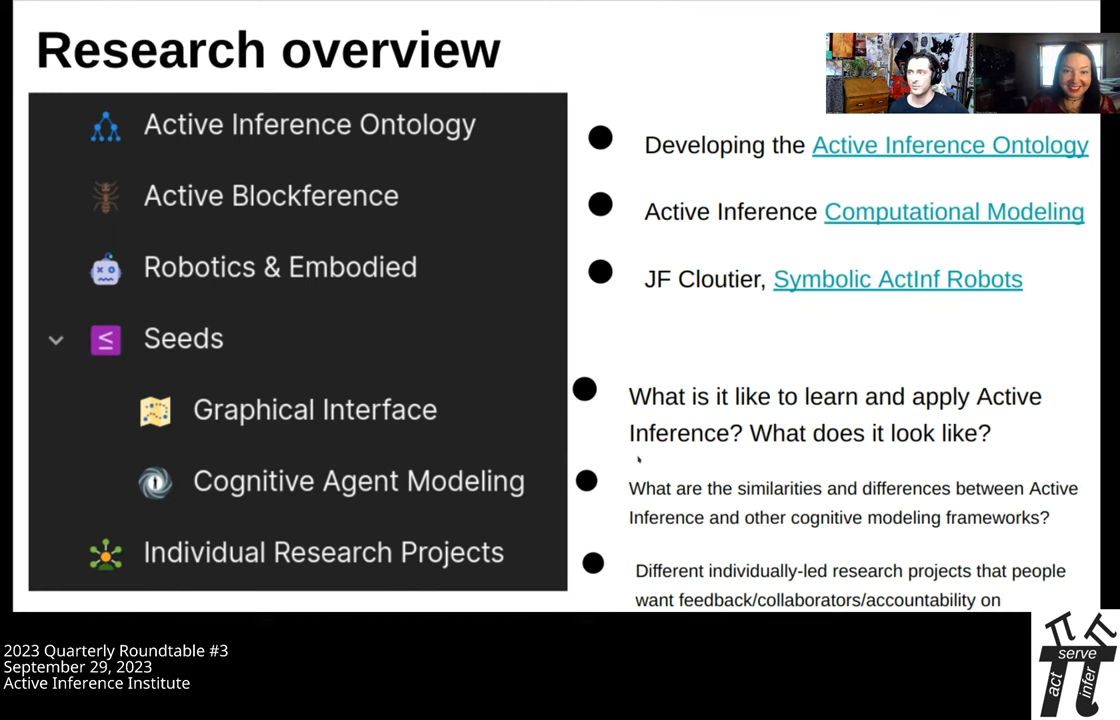 Research overview
Active Inference Ontology
Active Blockference
Robotics & Embodied
Seeds
Graphical Interface
Cognitive Agent Modeling
Individual Research Projects
Developing the Active Inference Ontology
Active Inference Computational Modeling
JF Cloutier, Symbolic ActInf Robots
What is it like to learn and apply Active
Inference? What does it look like?
What are the similarities and differences between Active
Inference and other cognitive modeling frameworks?
Different individually-led research projects that people
want feedback/collaborators/accountability on
2023 Quarterly Roundtable #3
September 29, 2023
Active Inference Institute
serve
act
infer